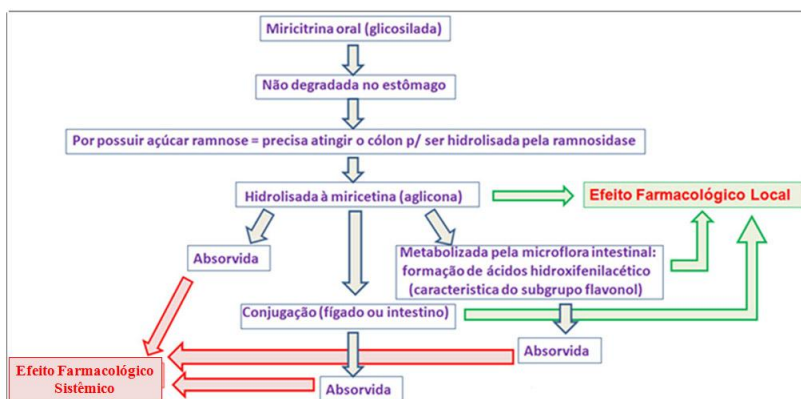 Miricitrina oral (glicosilada)
Não degradada no estômago
Por possuir açúcar ramnose = precisa atingir o cólon p/ ser hidrolisada pela ramnosidase
Hidrolisada à miricetina (aglicona)
Efeito Farmacológico Local
Absorvida
Metabolizada pela microflora intestinal:
formação de ácidos hidroxifenilacético
(caracteristica do subgrupo flavonol)
Conjugação (fígado ou intestino)
Absorvida
Efeito Farmacológico
Sistêmico
Absorvida